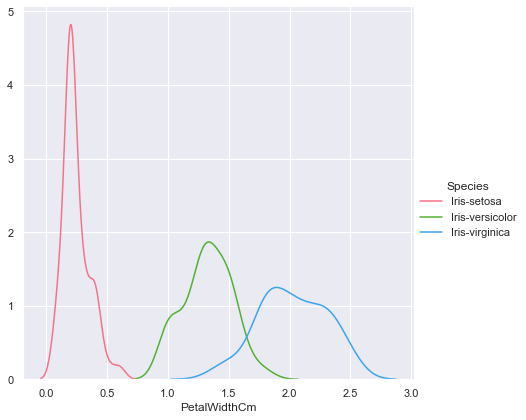 5
4
3
2
1
0
0.0 0.5 1.0 1.5 2.0 2.5 3.0
PetalWidthCm
Species
Iris-setosa
Iris-versicolor
Iris-virginica